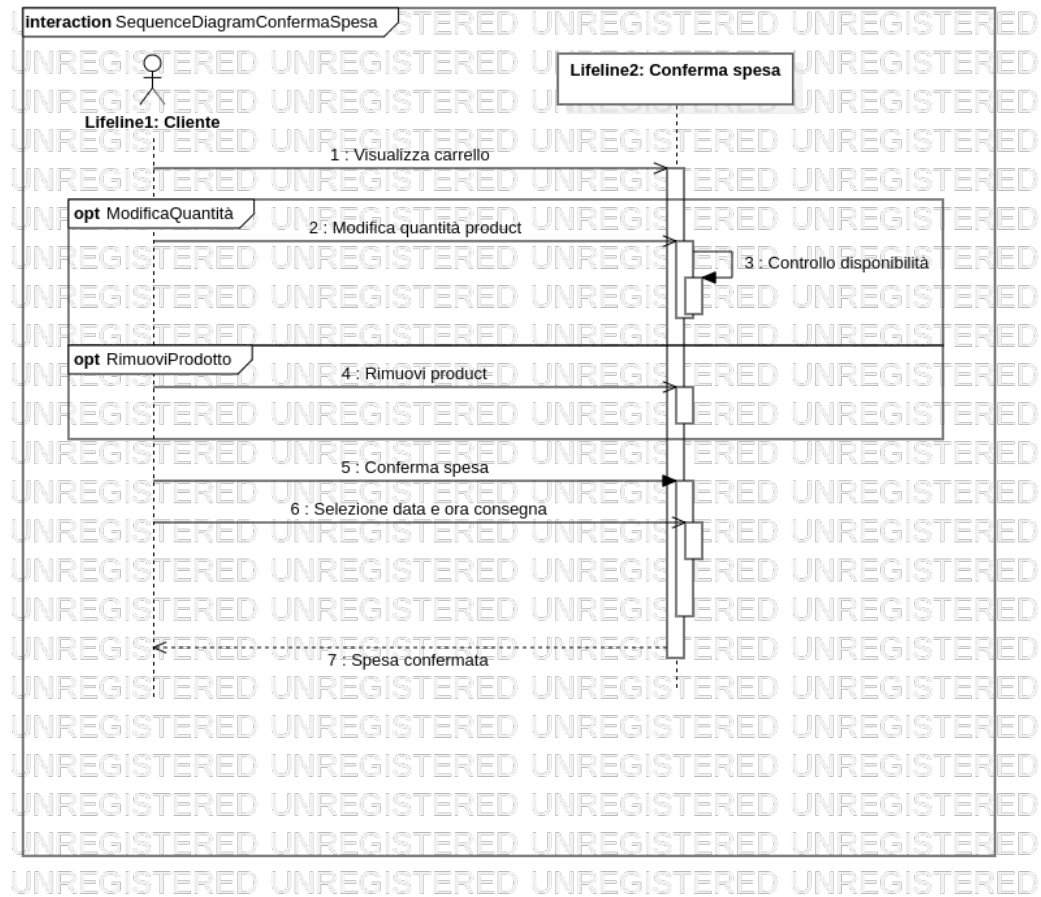 interaction SequenceDiagramConfermaSpesa
Lifeline1: Cliente
Lifeline2: Conferma spesa
1 : Visualizza carrello
opt ModificaQuantità
2 : Modifica quantità product
3 : Controllo disponibilità
opt RimuoviProdotto
4 : Rimuovi product
5 : Conferma spesa
6 : Selezione data e ora consegna
7 : Spesa confermata
UNREGISTERED UNREGISTERED UNREGISTERED UNREGISTERED